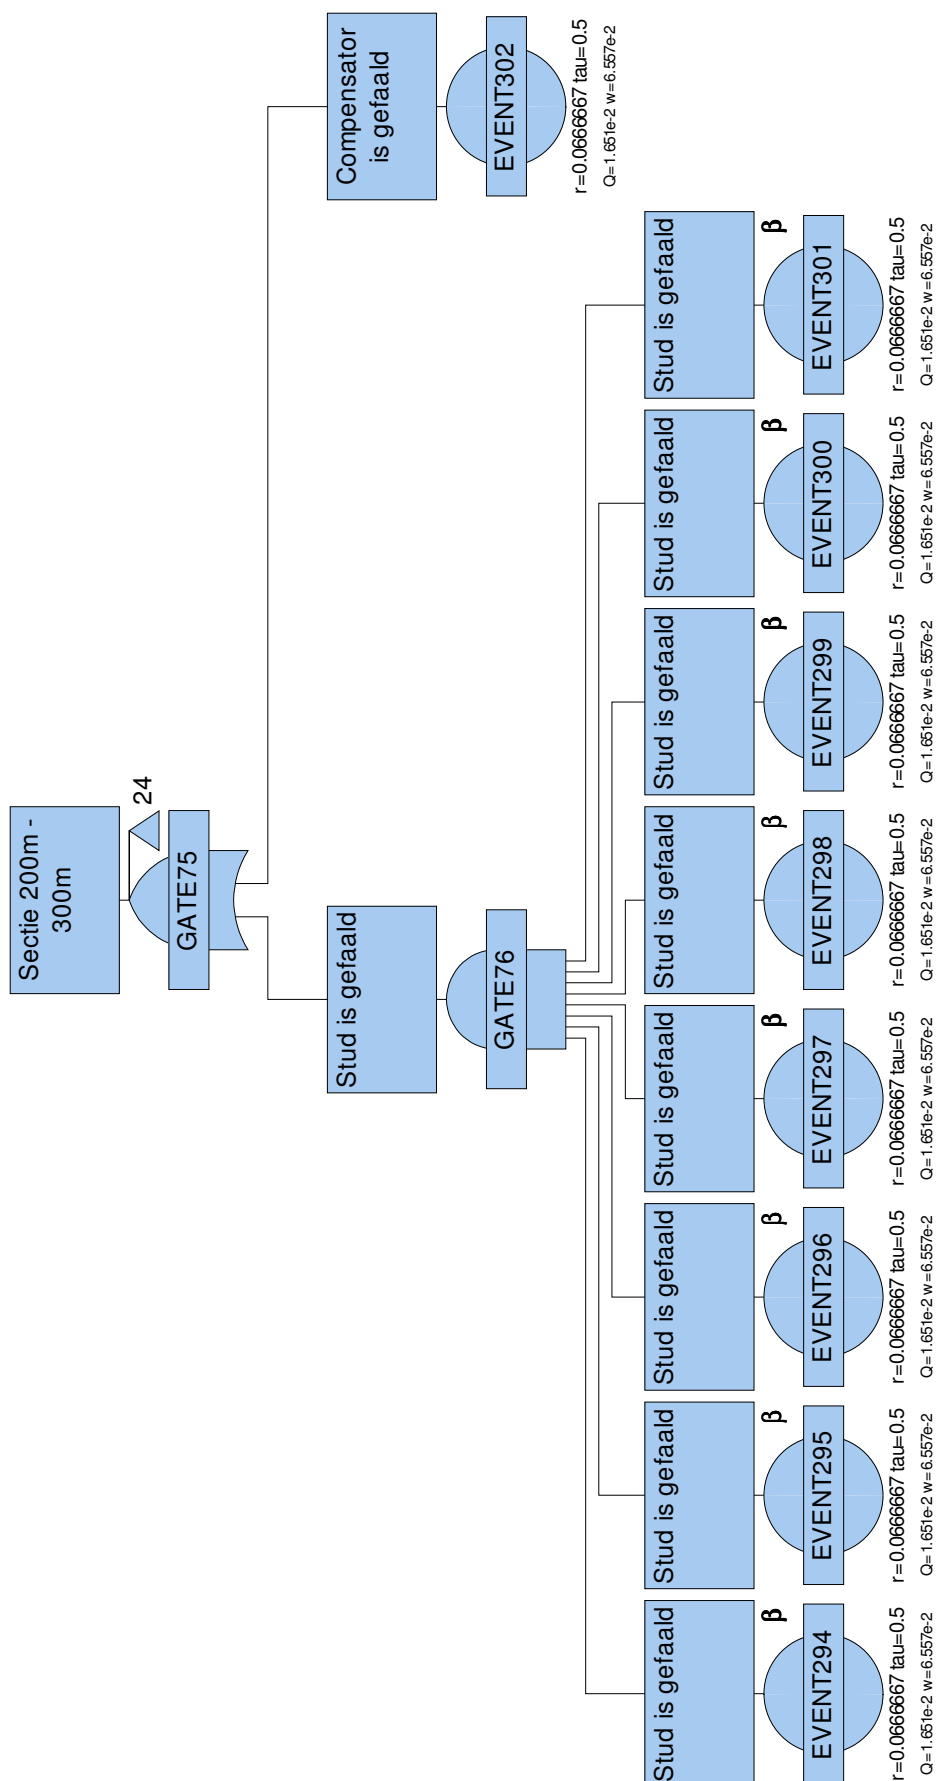 Sectie 200m -
300m
24
GATE75
Stud is gefaald
GATE76
Compensator
is gefaald
EVENT302
r=0.0666667 tau=0.5
Q=1.651e-2 w=6.557e-2
Stud is gefaald
β
EVENT294
r=0.0666667 tau=0.5
Q=1.651e-2 w=6.557e-2
Stud is gefaald
β
EVENT295
r=0.0666667 tau=0.5
Q=1.651e-2 w=6.557e-2
Stud is gefaald
β
EVENT296
r=0.0666667 tau=0.5
Q=1.651e-2 w=6.557e-2
Stud is gefaald
β
EVENT297
r=0.0666667 tau=0.5
Q=1.651e-2 w=6.557e-2
Stud is gefaald
β
EVENT298
r=0.0666667 tau=0.5
Q=1.651e-2 w=6.557e-2
Stud is gefaald
β
EVENT299
r=0.0666667 tau=0.5
Q=1.651e-2 w=6.557e-2
Stud is gefaald
β
EVENT300
r=0.0666667 tau=0.5
Q=1.651e-2 w=6.557e-2
Stud is gefaald
β
EVENT301
r=0.0666667 tau=0.5
Q=1.651e-2 w=6.557e-2